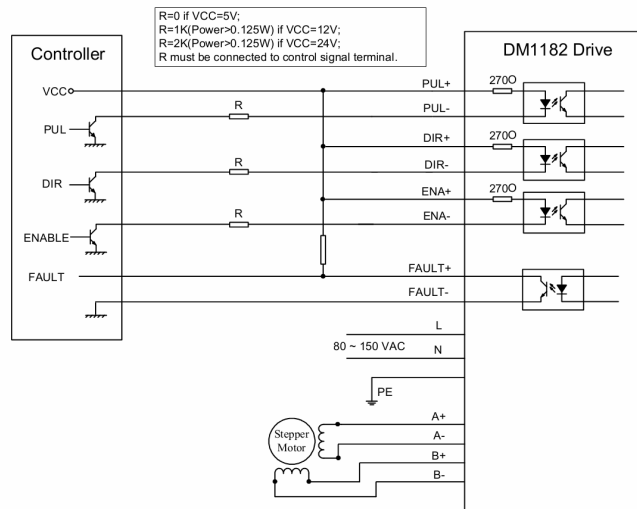 R=0 if VCC=5V;
R=1K(Power>0.125W) if VCC=12V;
R=2K(Power>0.125W) if VCC=24V;
R must be connected to control signal terminal.
Controller
DM1182 Drive
VCC
PUL+
270O
R
PUL-
PUL
DIR+
270O
R
DIR-
DIR
ENA+
270O
R
ENA-
ENABLE
FAULT
FAULT+
FAULT-
L
80 ~ 150 VAC
N
PE
A+
Stepper
Motor
A-
B+
B-